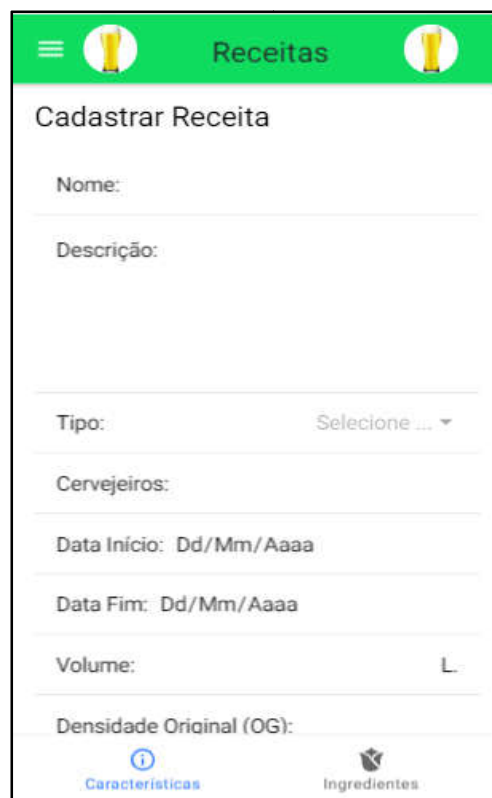 Receitas
Cadastrar Receita
Nome:
Descrição:
Tipo: Selecione ...
Cervejeiros:
Data Início: Dd/Mm/Aaaa
Data Fim: Dd/Mm/Aaaa
Volume: L.
Densidade Original (OG):
Características Ingredientes